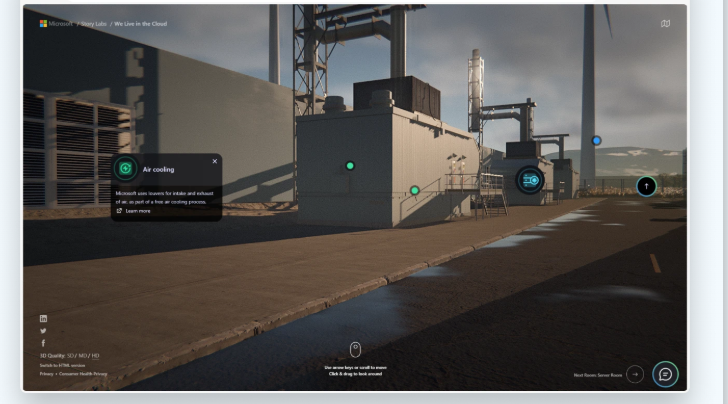 Microsoft / Story Labs / We Live in the Cloud
Air cooling
Microsoft uses louvers for intake and exhaust
of air, as part of a free air cooling process.
Learn more
3D Quality: SD / MD / HD
Switch to HTML version
Privacy • Consumer Health Privacy
Use arrow keys or scroll to move
Click & drag to look around
Next Room: Server Room